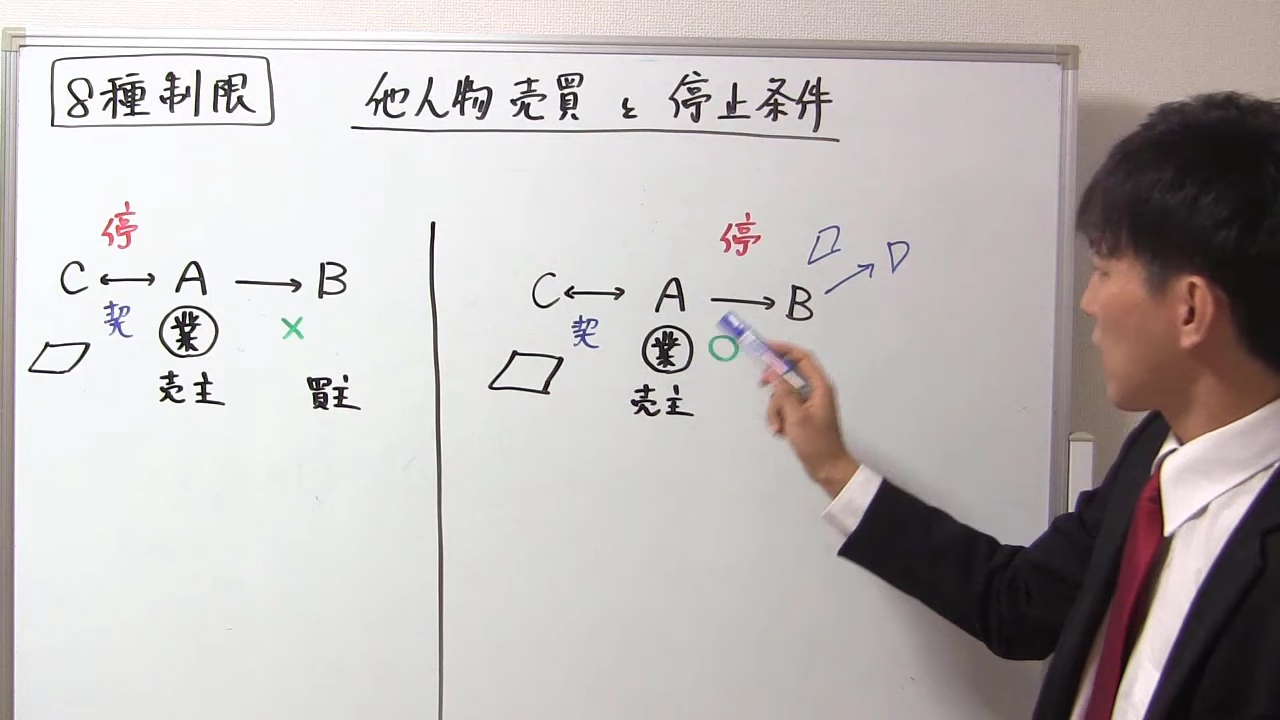 8種制限 他人物売買と停止条件
停
C ↔ A → B
契 業 ×
売主 買主
停
C ↔ A → B → D
契 業 ○
売主